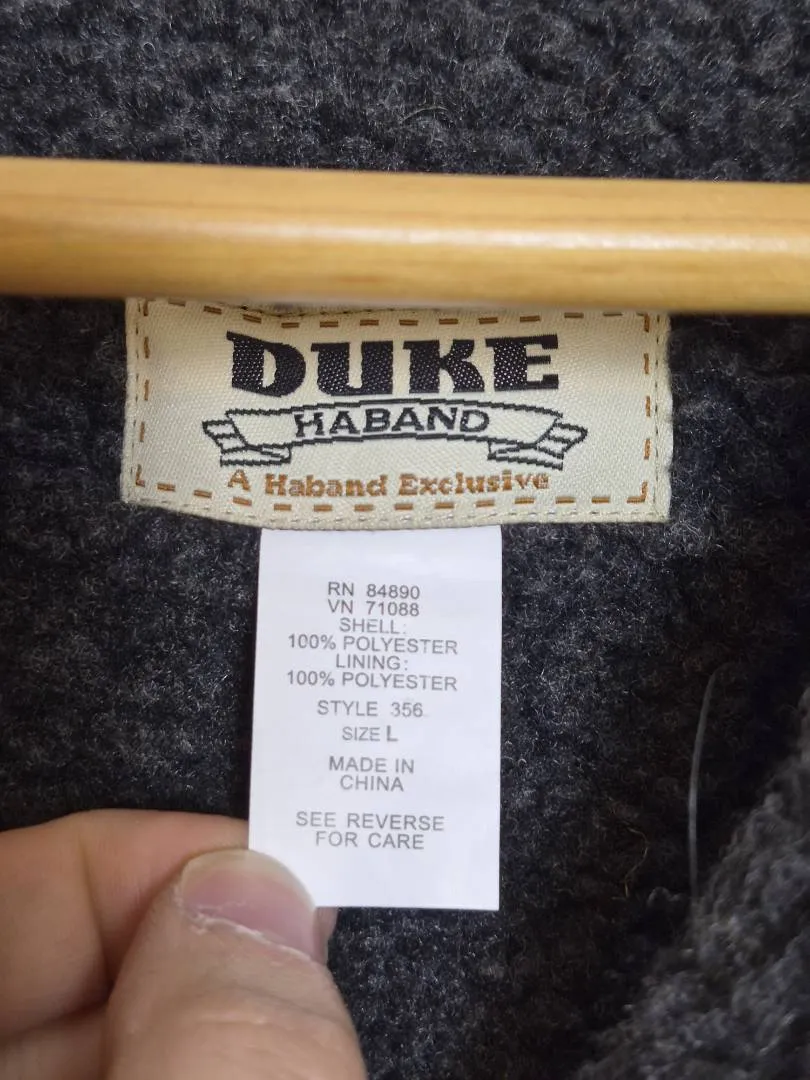 DUKE
HABAND
A Haband Exclusive
RN 84890
VN 71088
SHELL:
100% POLYESTER
LINING:
100% POLYESTER
STYLE 356
SIZE L
MADE IN
CHINA
SEE REVERSE
FOR CARE